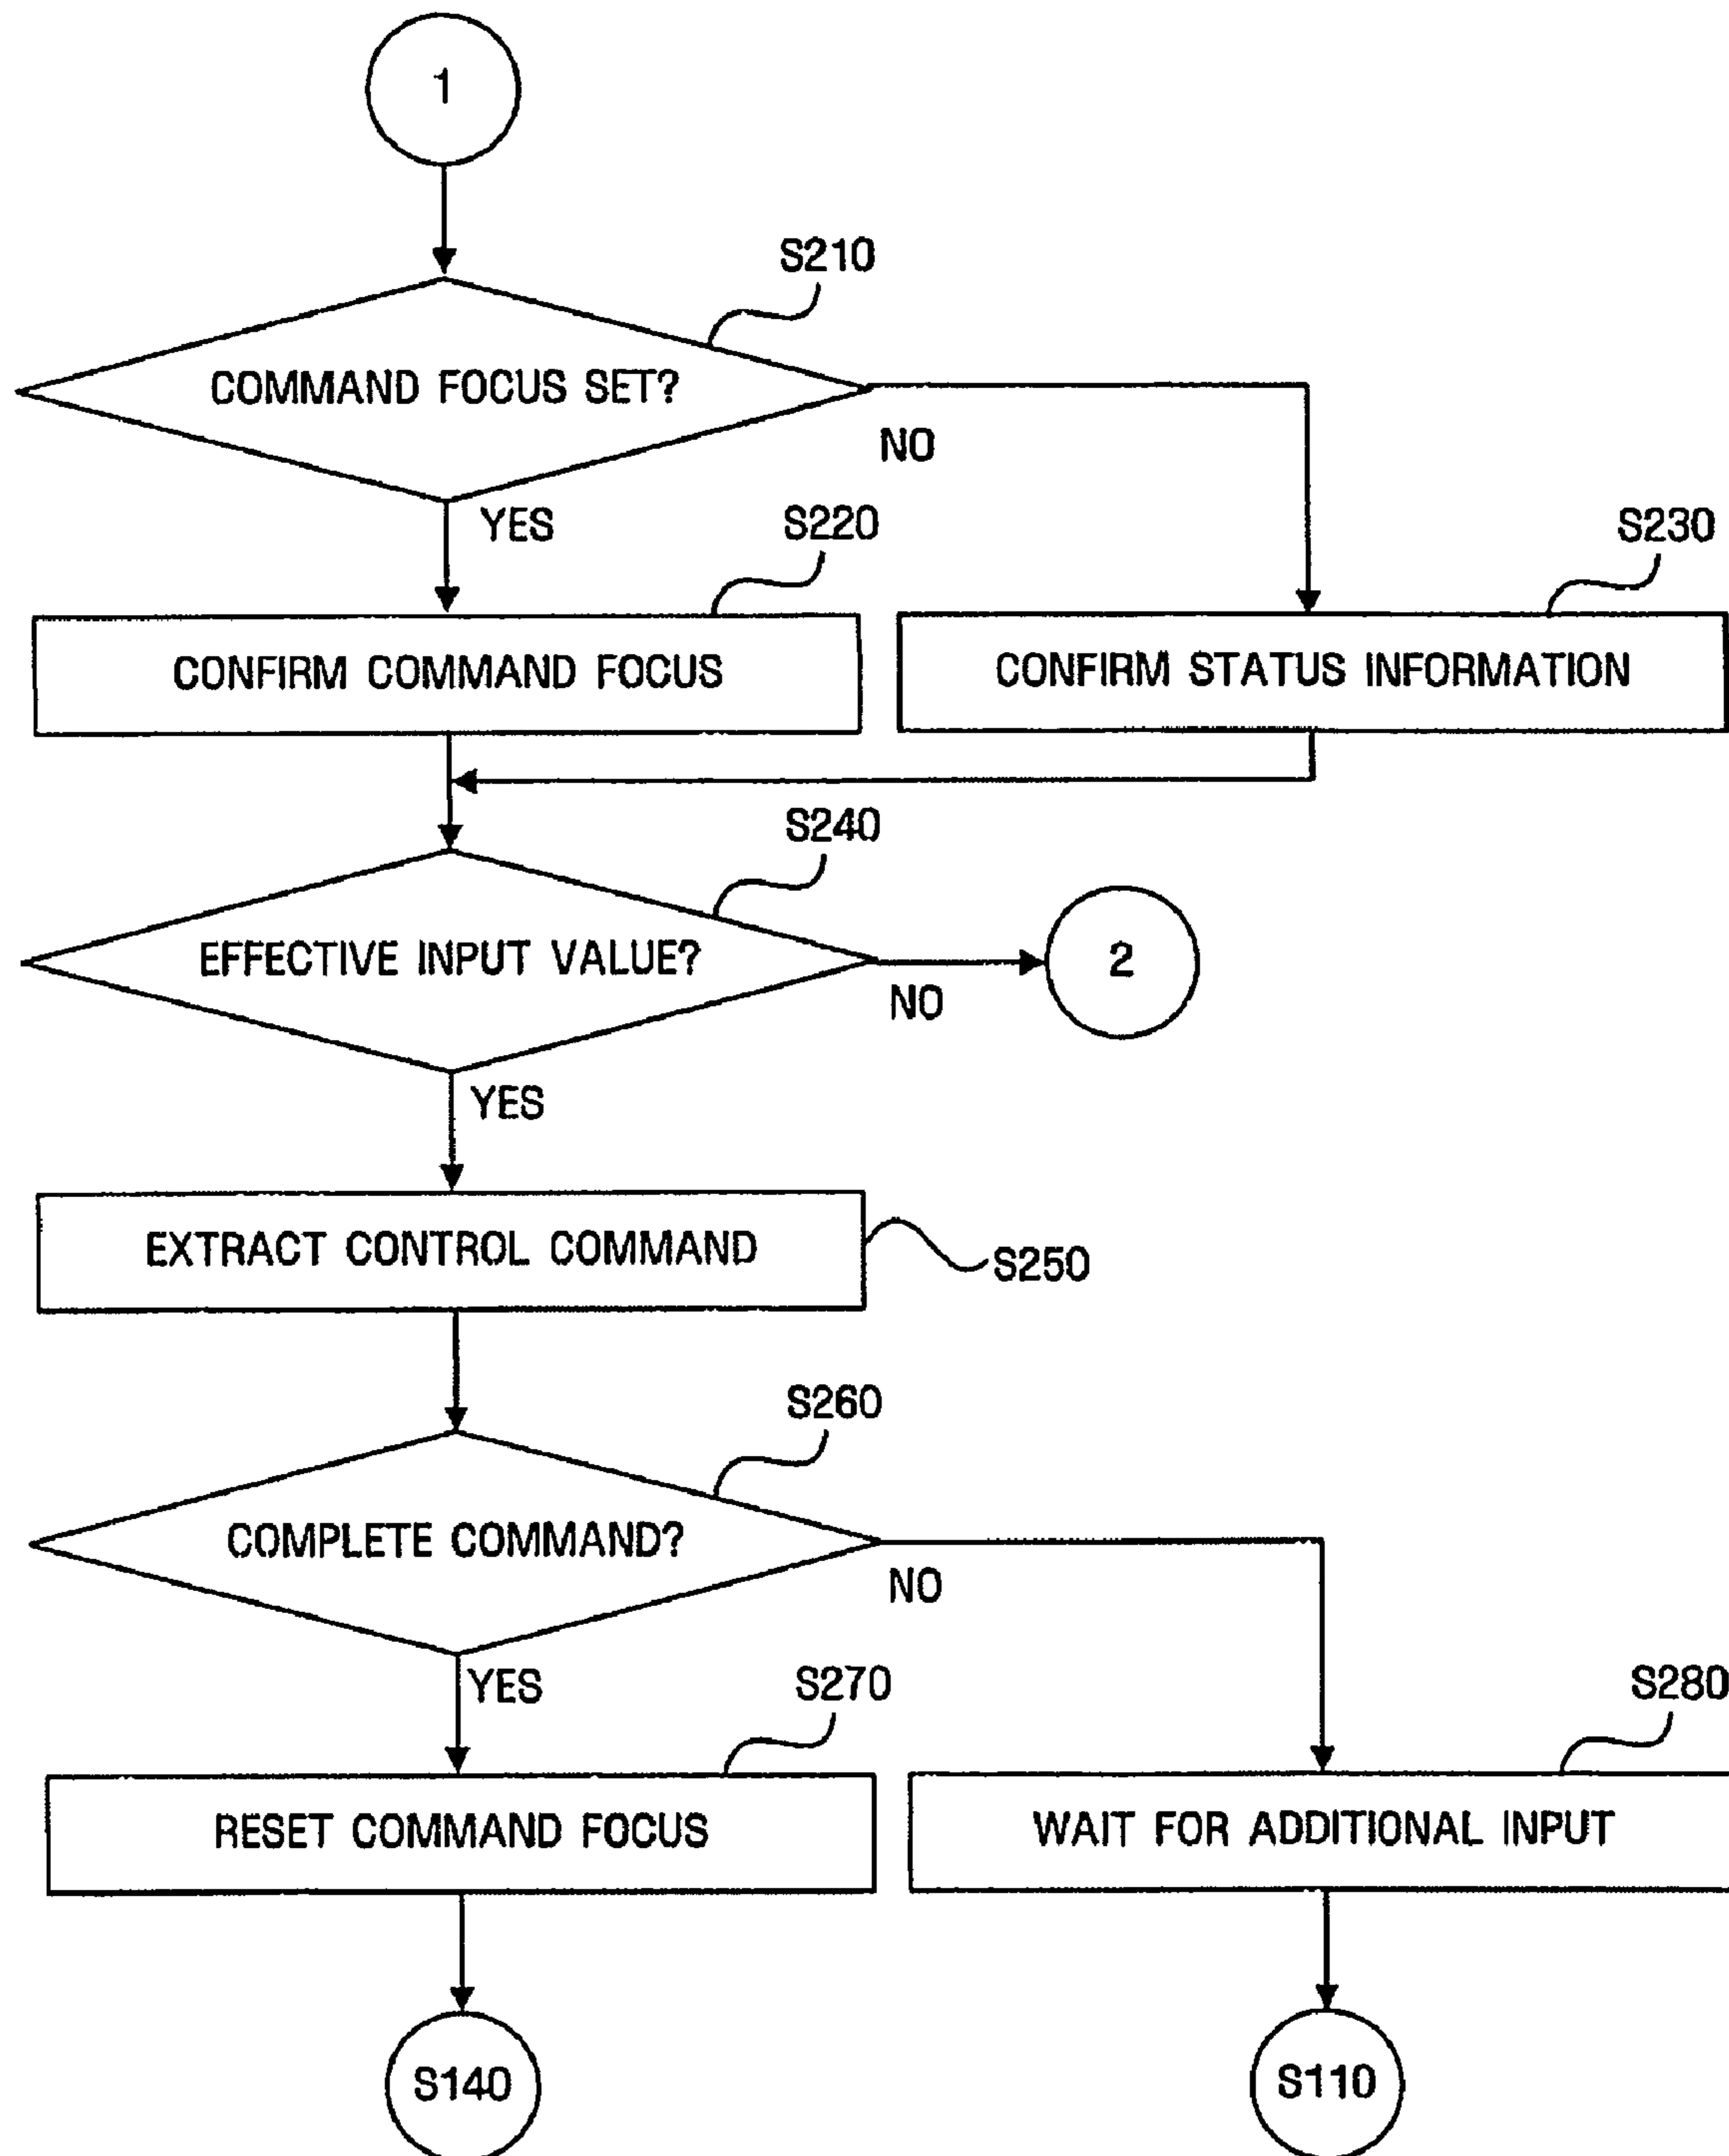 1
S210
COMMAND FOCUS SET?
NO
YES
S220
S230
CONFIRM COMMAND FOCUS
CONFIRM STATUS INFORMATION
S240
EFFECTIVE INPUT VALUE?
2
NO
YES
EXTRACT CONTROL COMMAND
S250
S260
COMPLETE COMMAND?
NO
YES
S270
S280
RESET COMMAND FOCUS
WAIT FOR ADDITIONAL INPUT
S140
S110